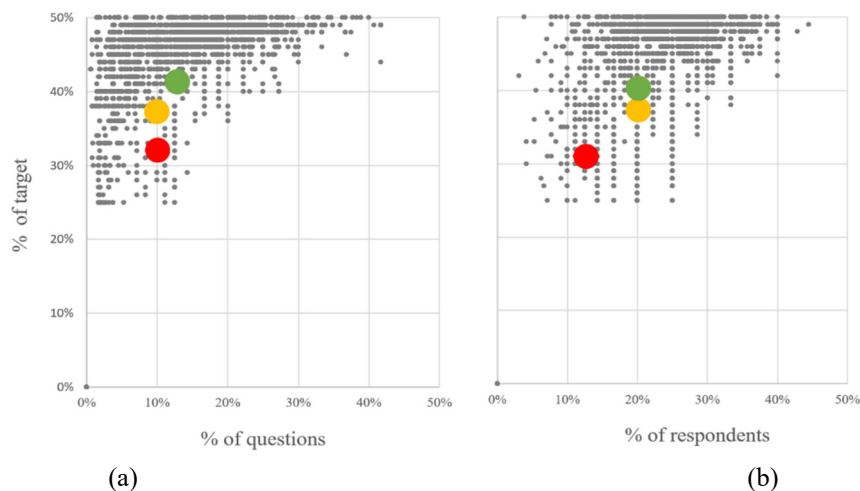 50%
40%
30%
20%
10%
0%
% of target
0% 10% 20% 30% 40% 50%
% of questions
(a)
0% 10% 20% 30% 40% 50%
% of respondents
(b)